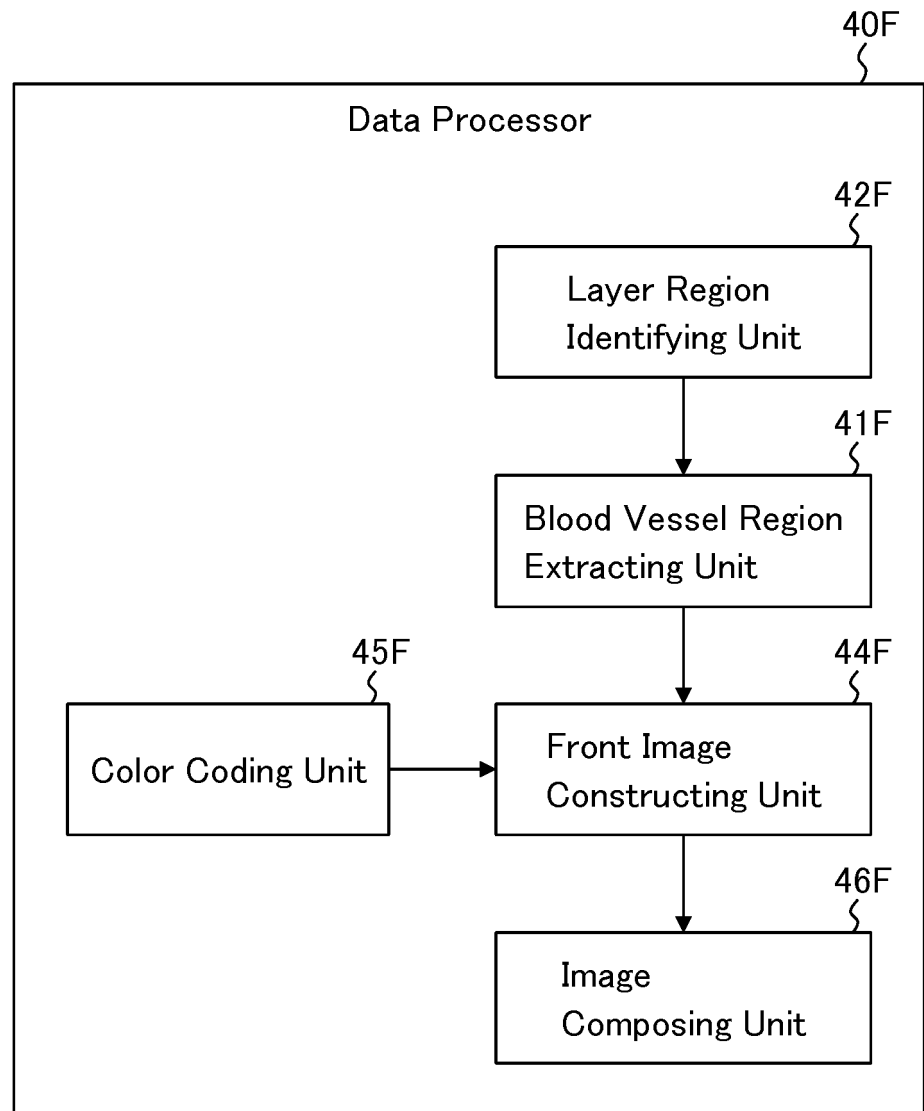 40F
Data Processor
42F
Layer Region
Identifying Unit
41F
Blood Vessel Region
Extracting Unit
45F
Color Coding Unit
44F
Front Image
Constructing Unit
46F
Image
Composing Unit